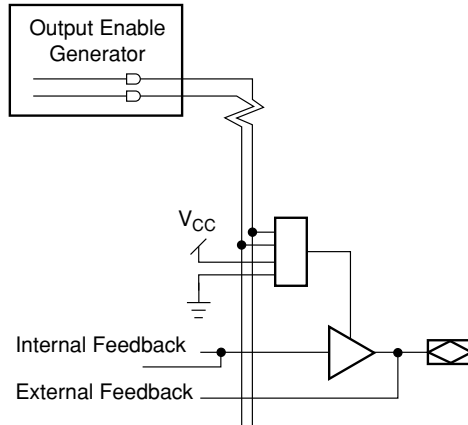 Output Enable
Generator
VCC
Internal Feedback
External Feedback